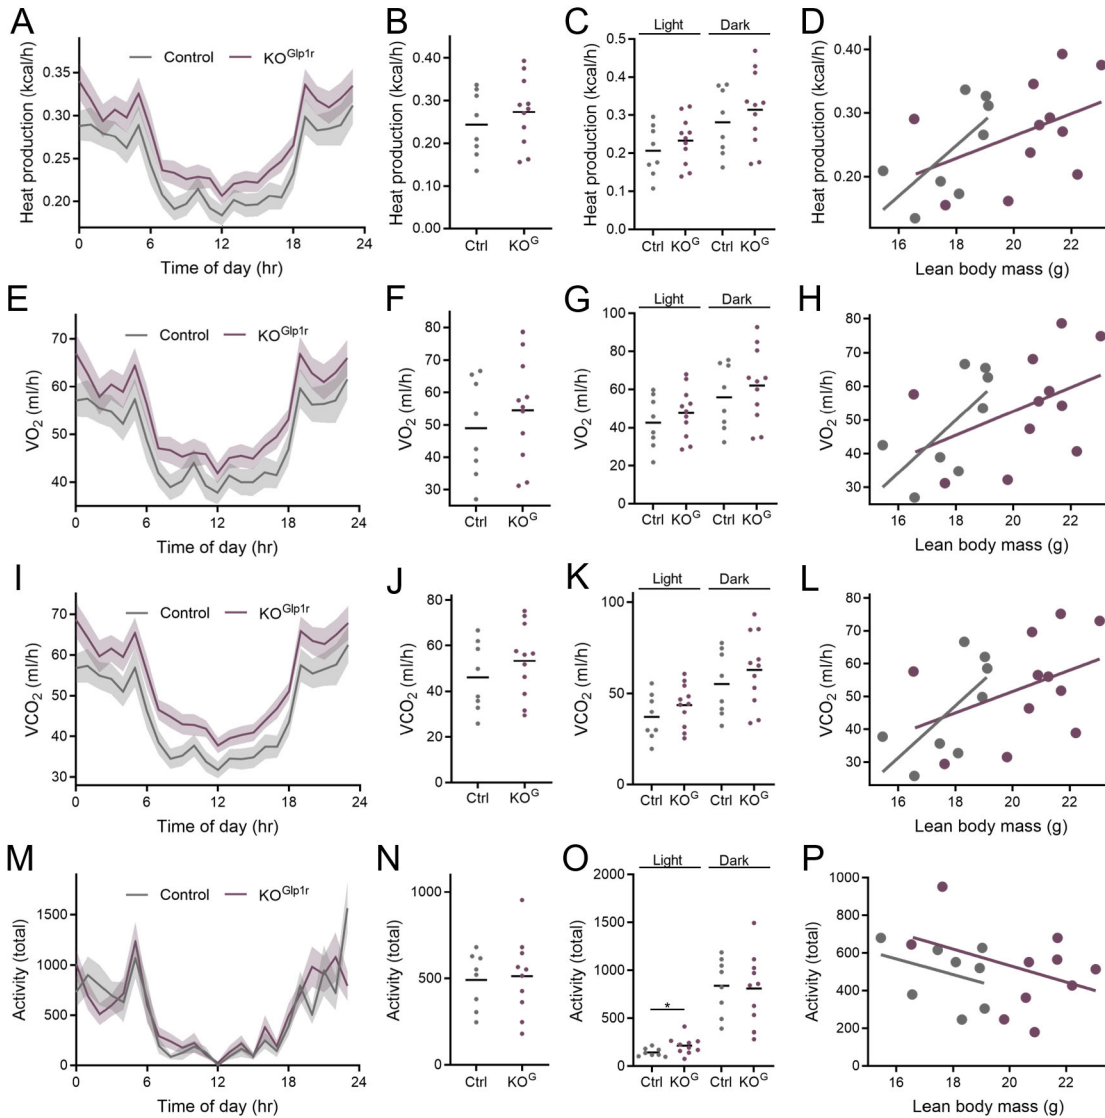 A
Heat production (kcal/h)
Control KO^Glp1r
0.35
0.30
0.25
0.20
0 6 12 18 24
Time of day (hr)
B
Heat production (kcal/h)
0.40
0.30
0.20
0.10
0.00
Ctrl KO^G
C
Heat production (kcal/h)
Light Dark
0.5
0.4
0.3
0.2
0.1
0
Ctrl KO^G Ctrl KO^G
D
Heat production (kcal/h)
0.40
0.30
0.20
16 18 20 22
Lean body mass (g)
E
VO2 (ml/h)
Control KO^Glp1r
70
60
50
40
0 6 12 18 24
Time of day (hr)
F
VO2 (ml/h)
80
70
60
50
40
30
Ctrl KO^G
G
VO2 (ml/h)
Light Dark
100
80
60
40
20
0
Ctrl KO^G Ctrl KO^G
H
VO2 (ml/h)
80
70
60
50
40
30
16 18 20 22
Lean body mass (g)
I
VCO2 (ml/h)
Control KO^Glp1r
70
60
50
40
30
0 6 12 18 24
Time of day (hr)
J
VCO2 (ml/h)
80
60
40
20
0
Ctrl KO^G
K
VCO2 (ml/h)
Light Dark
100
50
0
Ctrl KO^G Ctrl KO^G
L
VCO2 (ml/h)
80
70
60
50
40
30
16 18 20 22
Lean body mass (g)
M
Activity (total)
Control KO^Glp1r
1500
1000
500
0
0 6 12 18 24
Time of day (hr)
N
Activity (total)
1000
500
0
Ctrl KO^G
O
Activity (total)
Light Dark
2000
1500
1000
500
0
*
Ctrl KO^G Ctrl KO^G
P
Activity (total)
1000
800
600
400
200
0
16 18 20 22
Lean body mass (g)